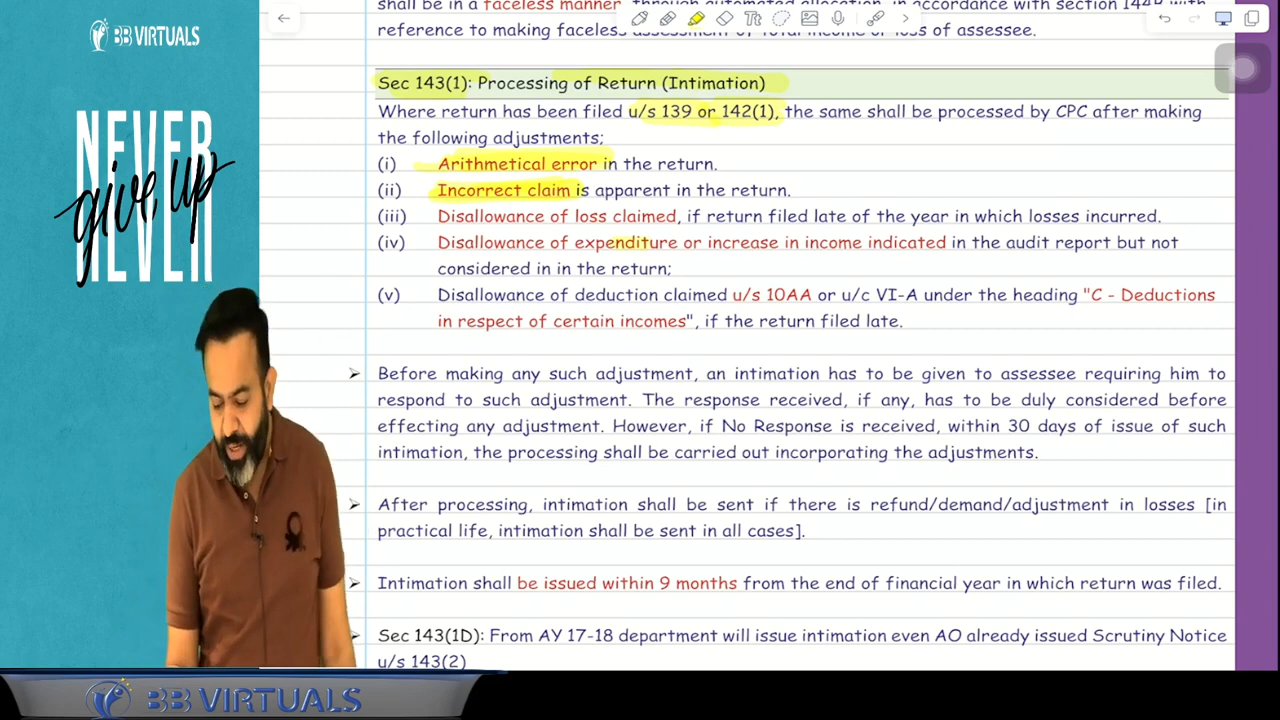 BB VIRTUALS
NEVER
give up
NEVER
shall be in a faceless manner, through automated allocation, in accordance with section 144B with
reference to making faceless assessment of total income or loss of assessee.
Sec 143(1): Processing of Return (Intimation)
Where return has been filed u/s 139 or 142(1), the same shall be processed by CPC after making
the following adjustments;
(i) Arithmetical error in the return.
(ii) Incorrect claim is apparent in the return.
(iii) Disallowance of loss claimed, if return filed late of the year in which losses incurred.
(iv) Disallowance of expenditure or increase in income indicated in the audit report but not
considered in in the return;
(v) Disallowance of deduction claimed u/s 10AA or u/c VI-A under the heading "C - Deductions
in respect of certain incomes", if the return filed late.
➢ Before making any such adjustment, an intimation has to be given to assessee requiring him to
respond to such adjustment. The response received, if any, has to be duly considered before
effecting any adjustment. However, if No Response is received, within 30 days of issue of such
intimation, the processing shall be carried out incorporating the adjustments.
➢ After processing, intimation shall be sent if there is refund/demand/adjustment in losses [in
practical life, intimation shall be sent in all cases].
➢ Intimation shall be issued within 9 months from the end of financial year in which return was filed.
➢ Sec 143(1D): From AY 17-18 department will issue intimation even AO already issued Scrutiny Notice
u/s 143(2)
BB VIRTUALS